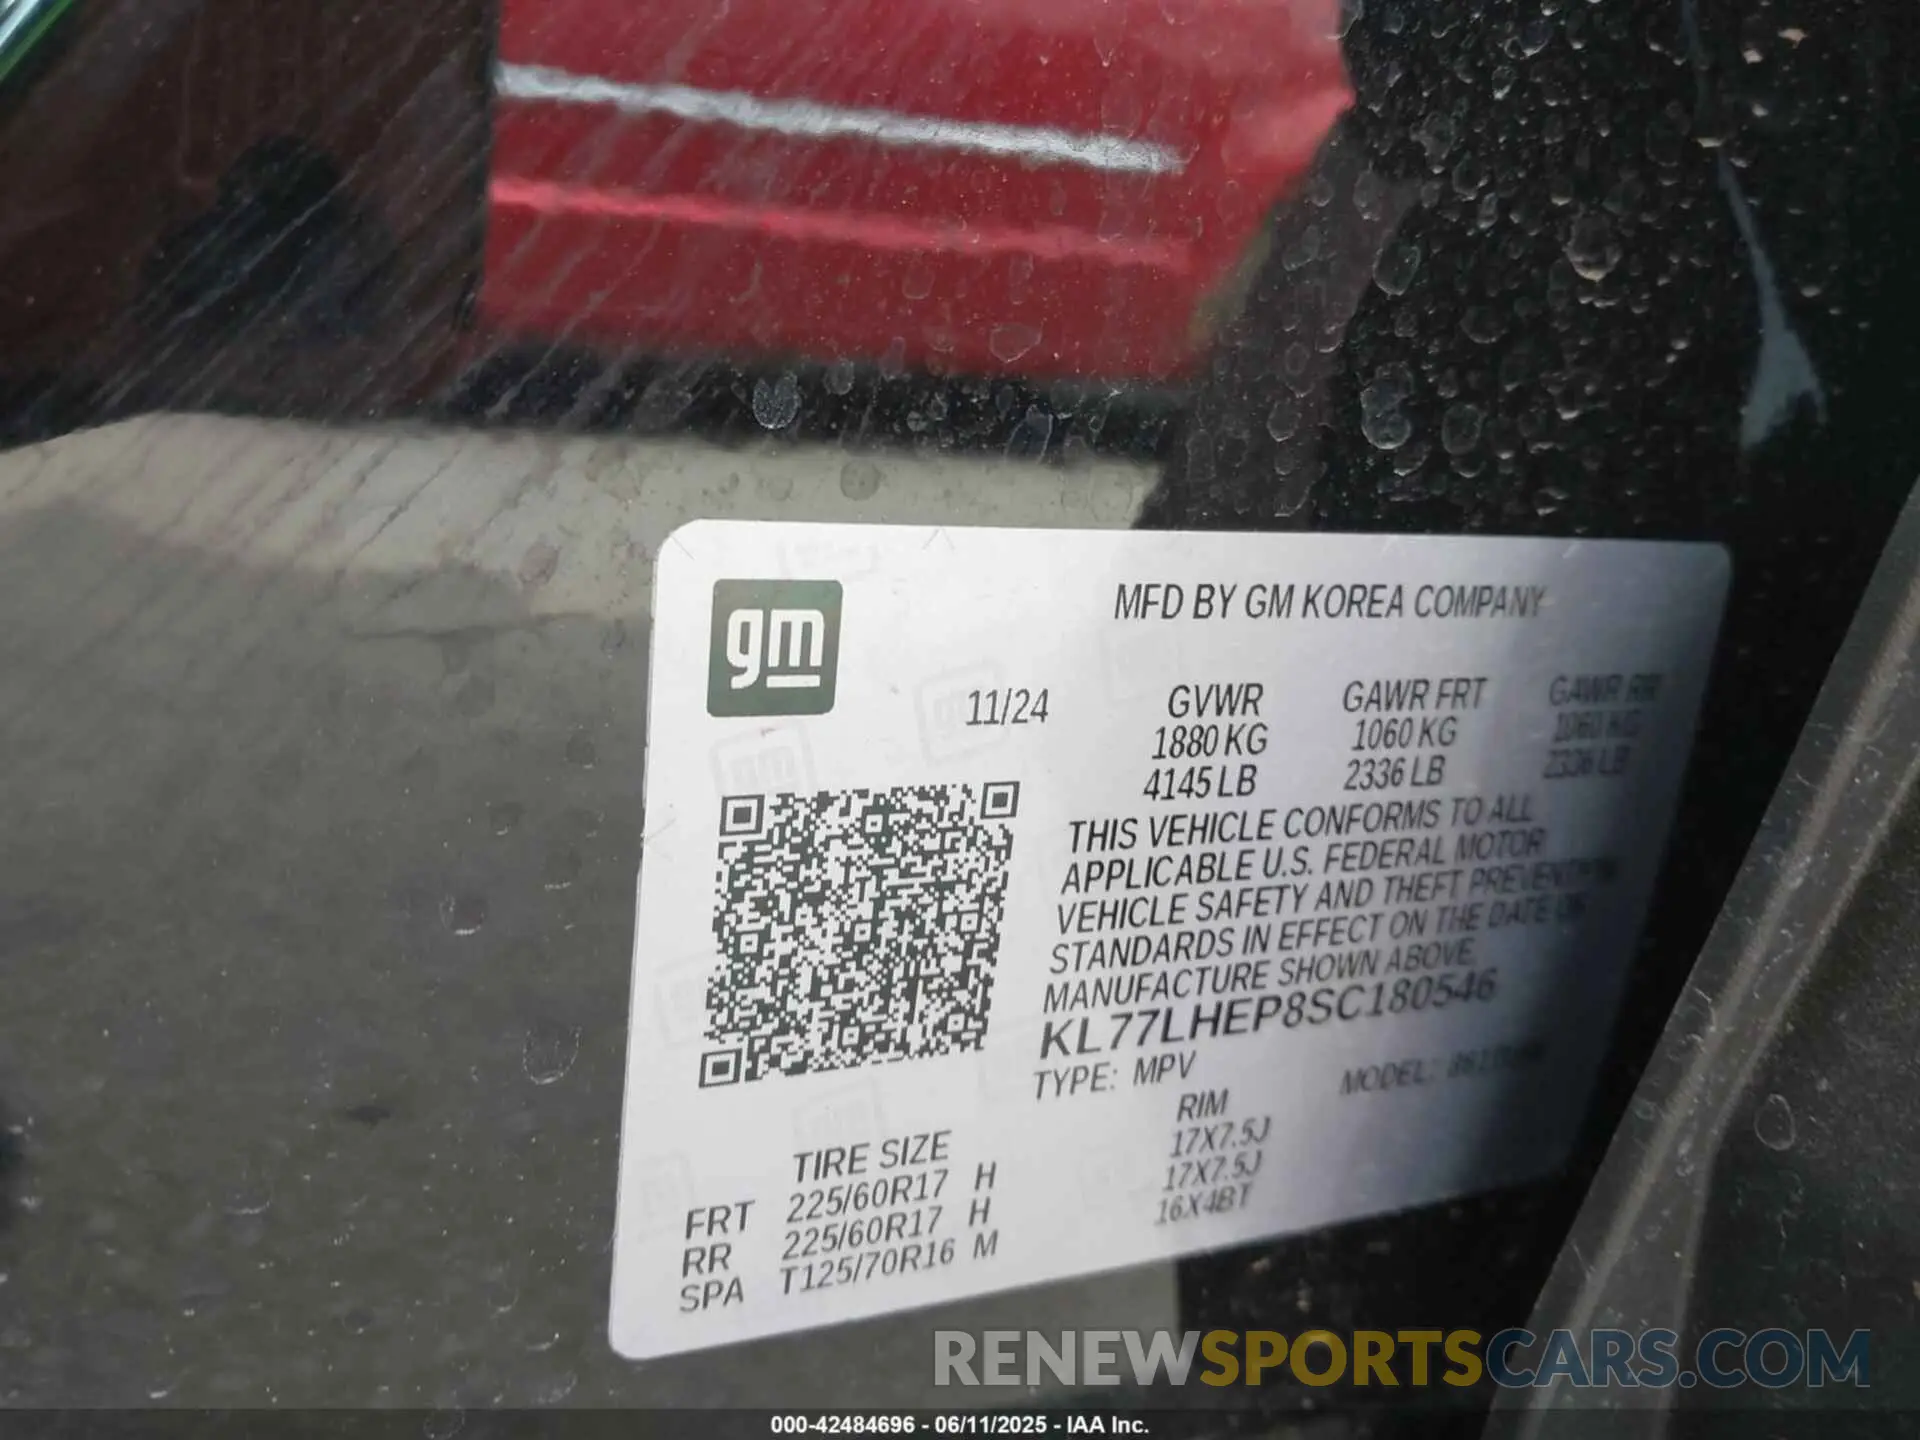 gm
MFD BY GM KOREA COMPANY
11/24 GVWR GAWR FRT GAWR RR
1880 KG 1060 KG 1060 KG
4145 LB 2336 LB 2336 LB
THIS VEHICLE CONFORMS TO ALL
APPLICABLE U.S. FEDERAL MOTOR
VEHICLE SAFETY AND THEFT PREVENTION
STANDARDS IN EFFECT ON THE DATE OF
MANUFACTURE SHOWN ABOVE.
KL77LHEP8SC180546
TYPE: MPV MODEL:
TIRE SIZE RIM
FRT 225/60R17 H 17X7.5J
RR 225/60R17 H 17X7.5J
SPA T125/70R16 M 16X4BT
RENEWSPORTSCARS.COM
000-42484696 - 06/11/2025 - IAA Inc.